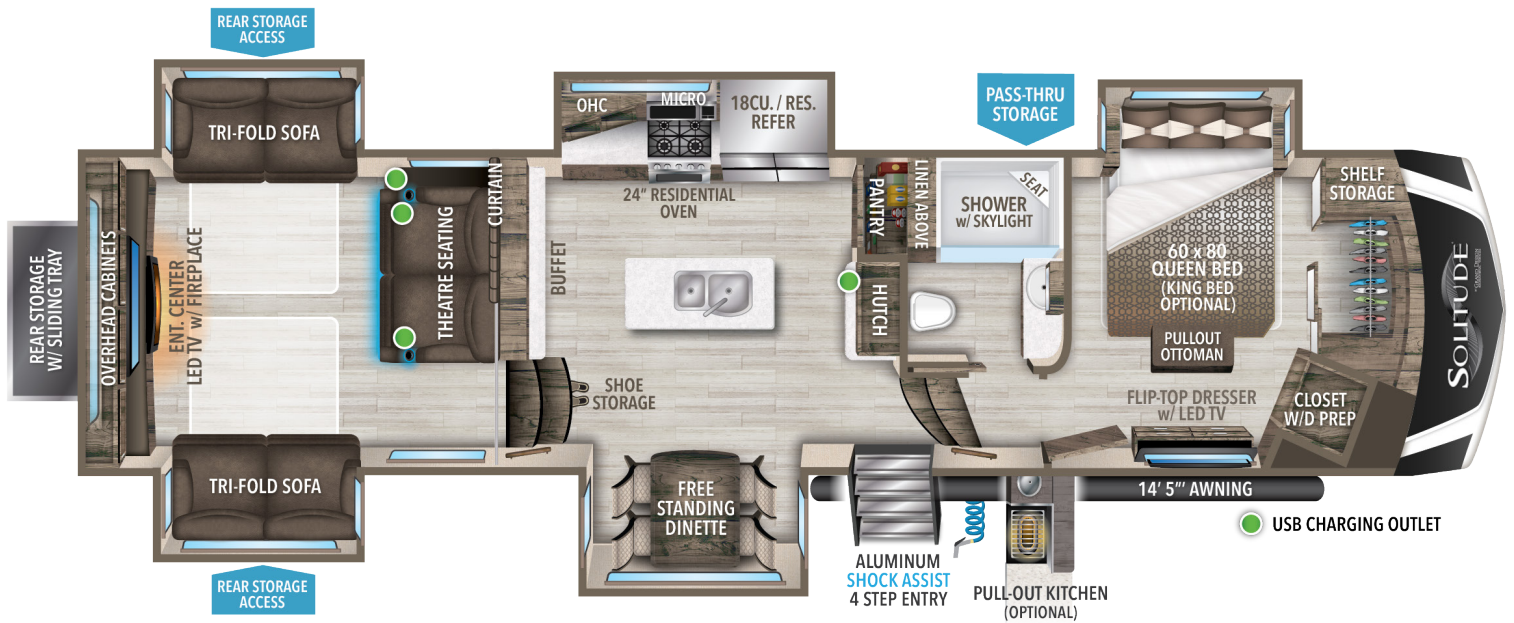 REAR STORAGE
ACCESS
TRI-FOLD SOFA
OHC
MICRO
18CU. / RES.
REFER
24" RESIDENTIAL
OVEN
PASS-THRU
STORAGE
PANTRY
LINEN ABOVE
SEAT
SHOWER
w/ SKYLIGHT
SHELF
STORAGE
REAR STORAGE
W/ SLIDING TRAY
OVERHEAD CABINETS
ENT. CENTER
LED TV w/ FIREPLACE
THEATRE SEATING
CURTAIN
BUFFET
HUTCH
60 x 80
QUEEN BED
(KING BED
OPTIONAL)
PULLOUT
OTTOMAN
SOLITUDE
SHOE
STORAGE
FLIP-TOP DRESSER
w/ LED TV
CLOSET
W/D PREP
TRI-FOLD SOFA
FREE
STANDING
DINETTE
14' 5"' AWNING
USB CHARGING OUTLET
ALUMINUM
SHOCK ASSIST
4 STEP ENTRY
PULL-OUT KITCHEN
(OPTIONAL)
REAR STORAGE
ACCESS